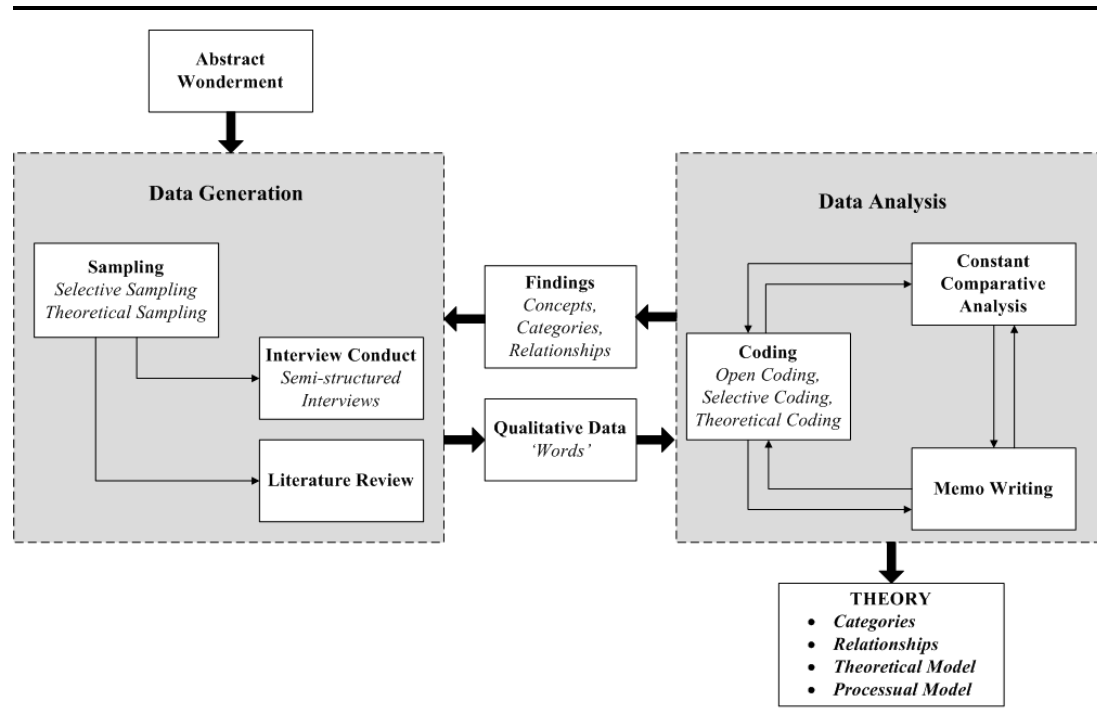 Abstract
Wonderment
Data Generation
Sampling
Selective Sampling
Theoretical Sampling
Interview Conduct
Semi-structured
Interviews
Literature Review
Findings
Concepts,
Categories,
Relationships
Qualitative Data
‘Words’
Data Analysis
Constant
Comparative
Analysis
Coding
Open Coding,
Selective Coding,
Theoretical Coding
Memo Writing
THEORY
• Categories
• Relationships
• Theoretical Model
• Processual Model